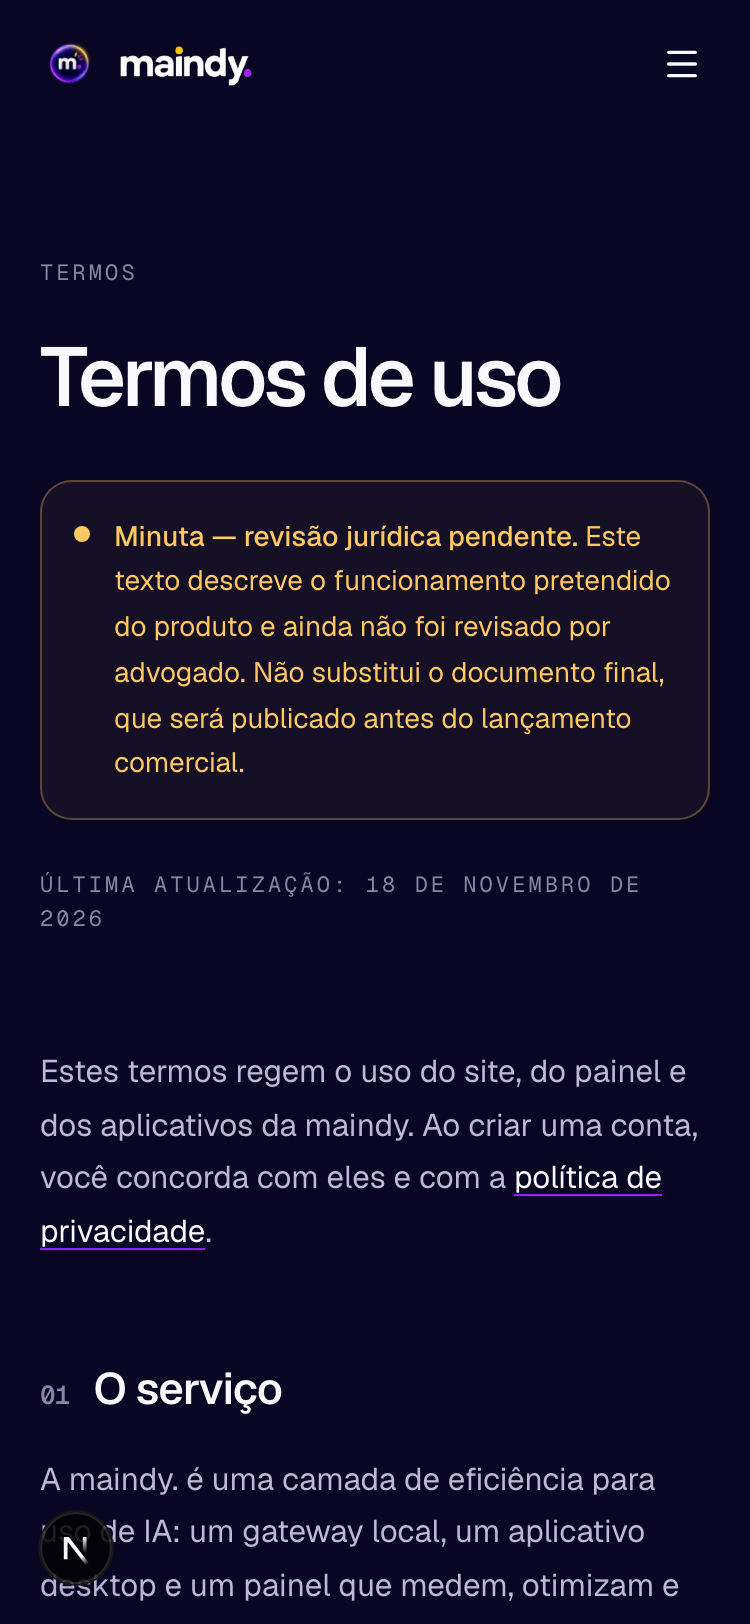 m.
maindy.
TERMOS
Termos de uso
Minuta — revisão jurídica pendente. Este
texto descreve o funcionamento pretendido
do produto e ainda não foi revisado por
advogado. Não substitui o documento final,
que será publicado antes do lançamento
comercial.
ÚLTIMA ATUALIZAÇÃO: 18 DE NOVEMBRO DE
2026
Estes termos regem o uso do site, do painel e
dos aplicativos da maindy. Ao criar uma conta,
você concorda com eles e com a política de
privacidade.
01 O serviço
A maindy. é uma camada de eficiência para
uso de IA: um gateway local, um aplicativo
N
desktop e um painel que medem, otimizam e